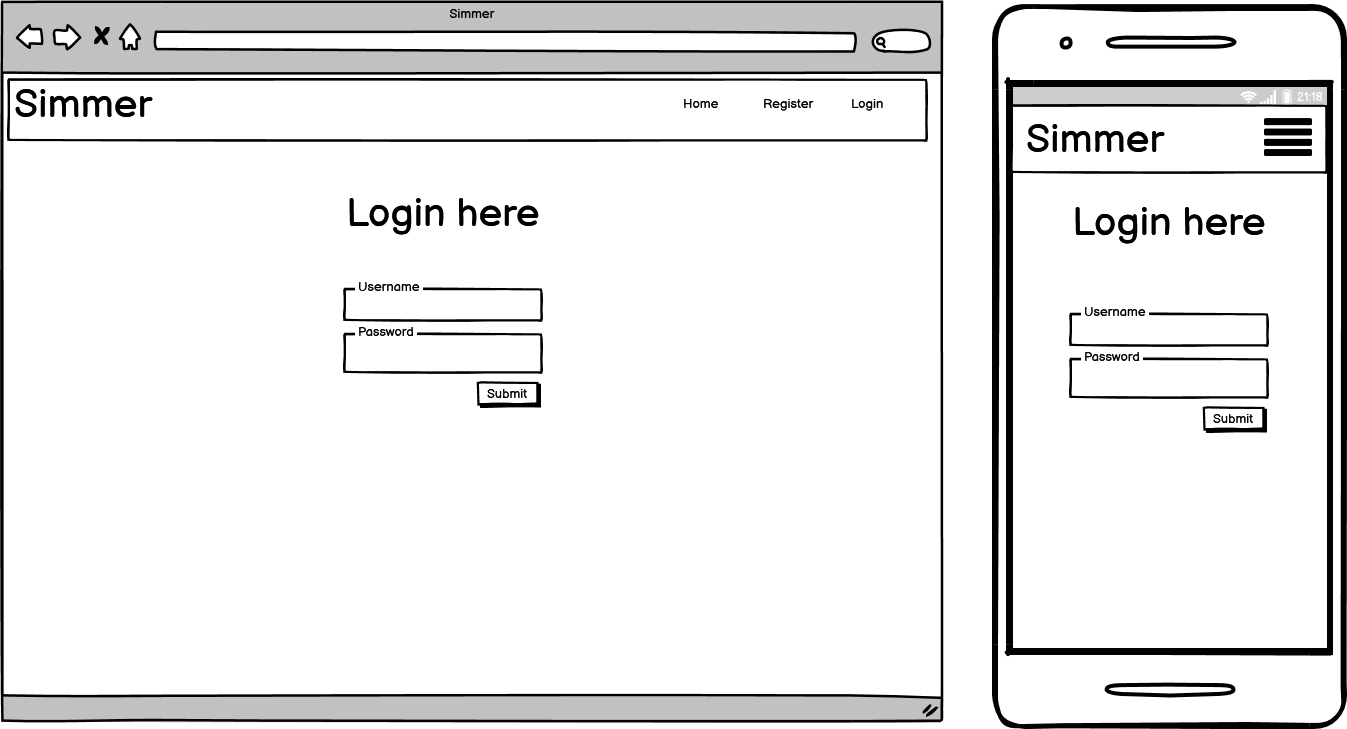 Simmer
Simmer
Home Register Login
Login here
Username
Password
Submit
21:18
Simmer
Login here
Username
Password
Submit